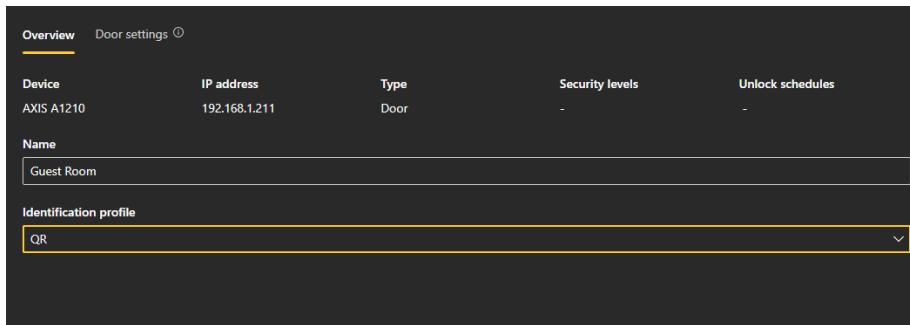 Overview Door settings
Device IP address Type Security levels Unlock schedules
AXIS A1210 192.168.1.211 Door - -
Name
Guest Room
Identification profile
QR